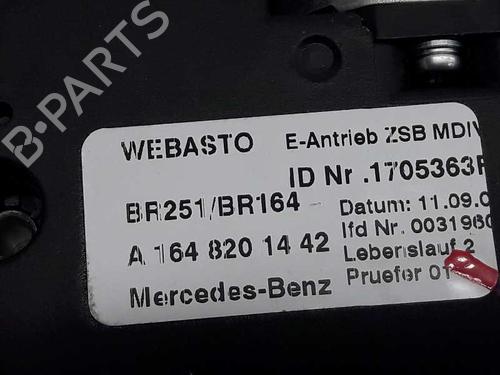 B-PARTS
WEBASTO E-Antrieb ZSB MDIV
ID Nr .1705363F
BR251/BR164 Datum: 11.09.0
A 164 820 14 42 lfd Nr. 0031960
Lebenslauf 2
Mercedes-Benz Pruefer 01